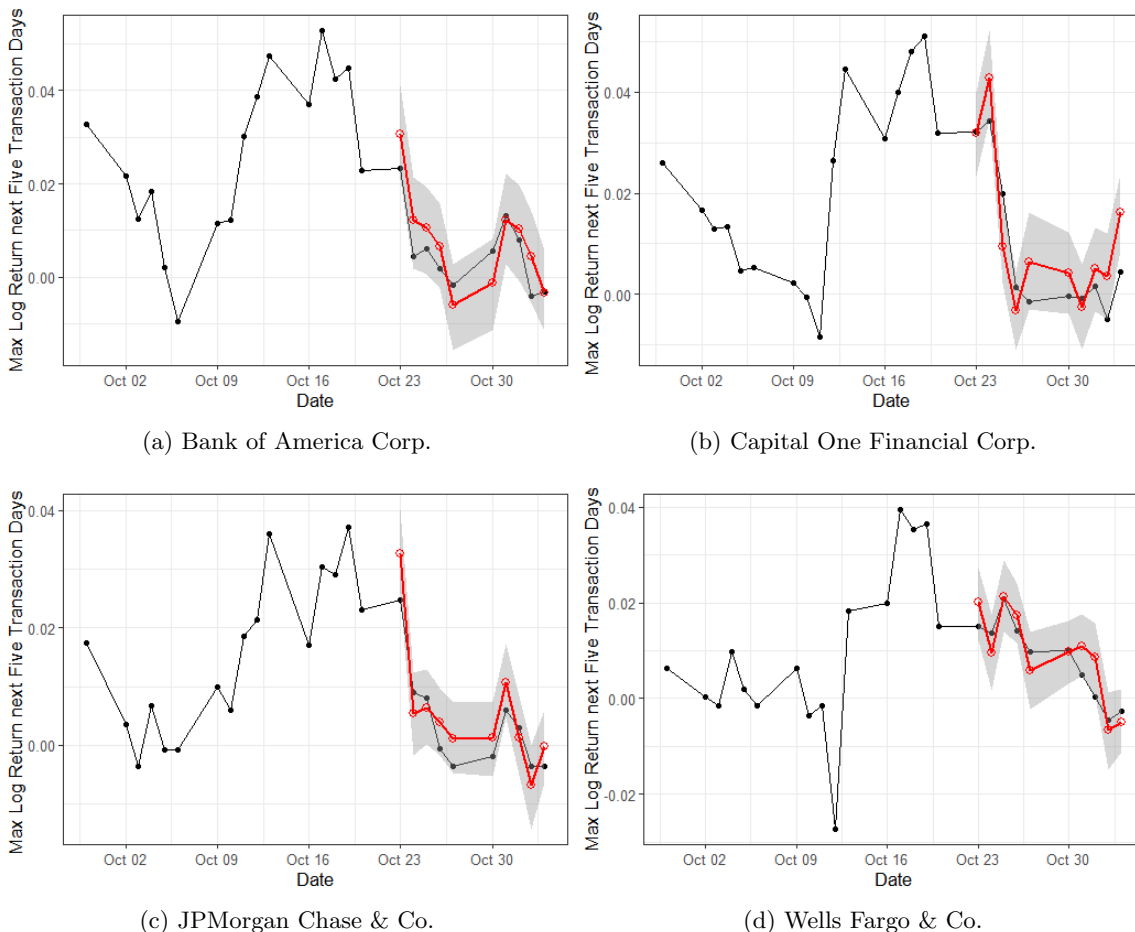 Max Log Return next Five Transaction Days
0.04
0.02
0.00
Oct 02 Oct 09 Oct 16 Oct 23 Oct 30
Date
(a) Bank of America Corp.
Max Log Return next Five Transaction Days
0.04
0.02
0.00
Oct 02 Oct 09 Oct 16 Oct 23 Oct 30
Date
(b) Capital One Financial Corp.
Max Log Return next Five Transaction Days
0.04
0.02
0.00
Oct 02 Oct 09 Oct 16 Oct 23 Oct 30
Date
(c) JPMorgan Chase & Co.
Max Log Return next Five Transaction Days
0.04
0.02
0.00
-0.02
Oct 02 Oct 09 Oct 16 Oct 23 Oct 30
Date
(d) Wells Fargo & Co.